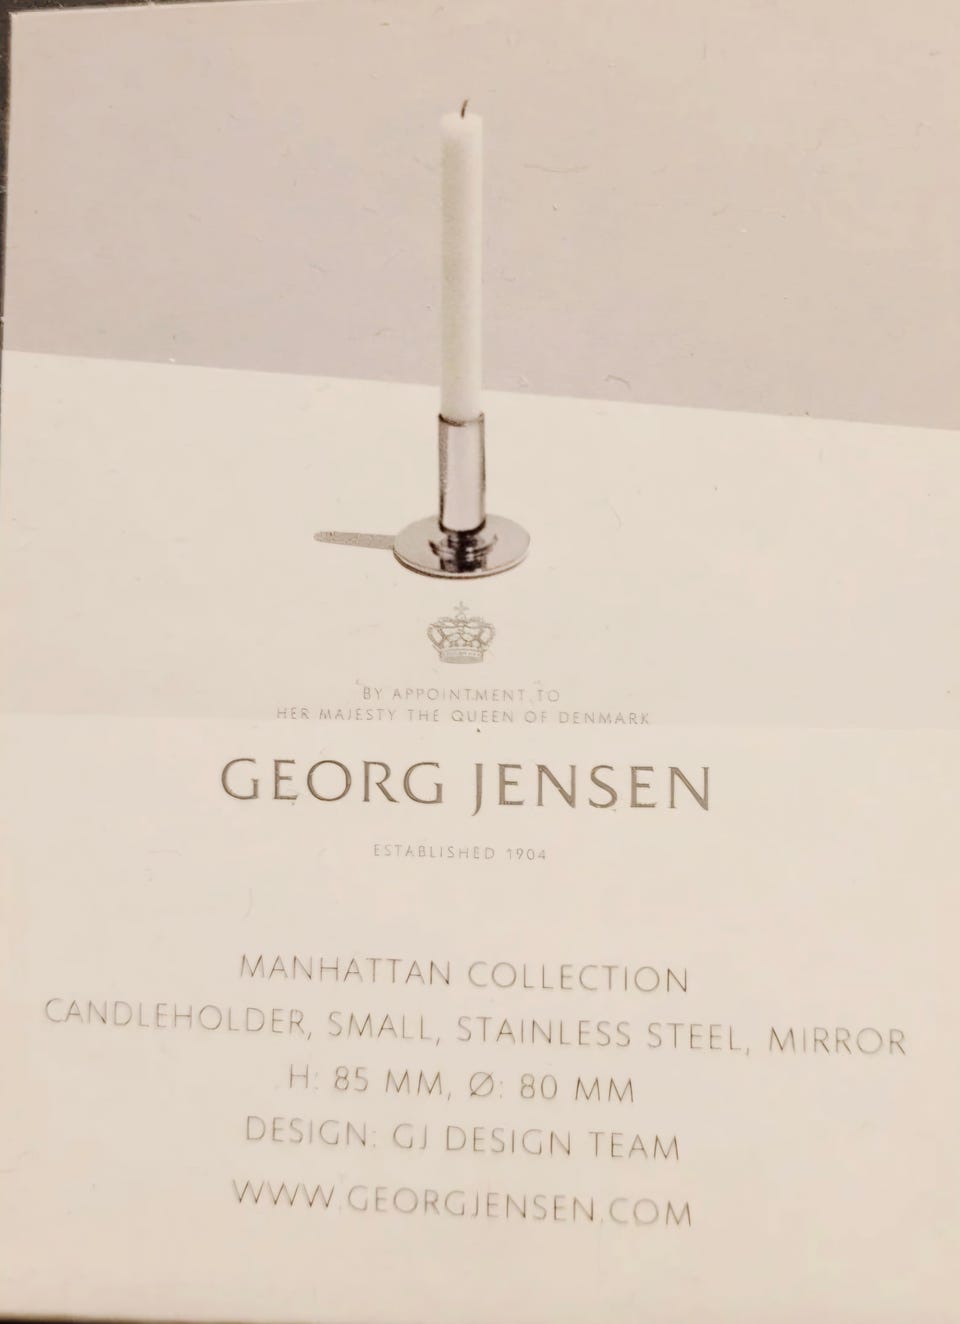 BY APPOINTMENT TO
HER MAJESTY THE QUEEN OF DENMARK
GEORG JENSEN
ESTABLISHED 1904
MANHATTAN COLLECTION
CANDLEHOLDER, SMALL, STAINLESS STEEL, MIRROR
H: 85 MM, Ø: 80 MM
DESIGN: GJ DESIGN TEAM
WWW.GEORGJENSEN.COM